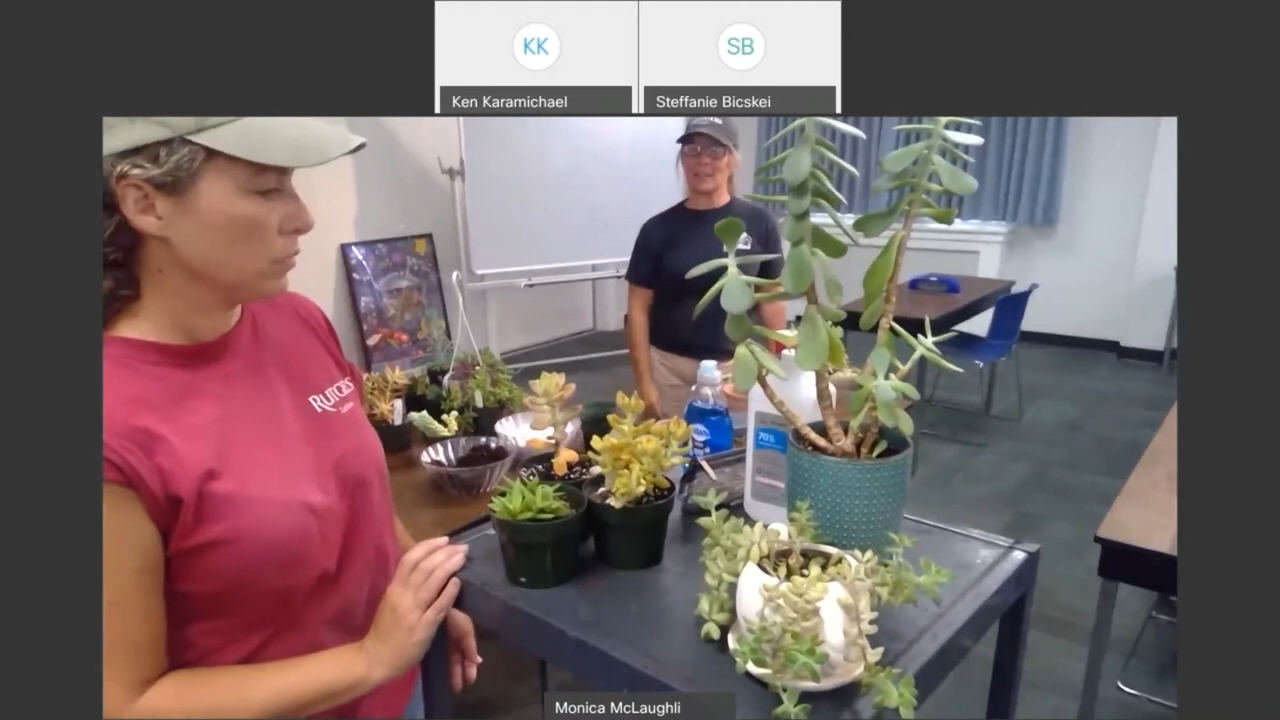 KK
SB
Ken Karamichael
Steffanie Bicskei
RUTGERS
70%
Monica McLaughli